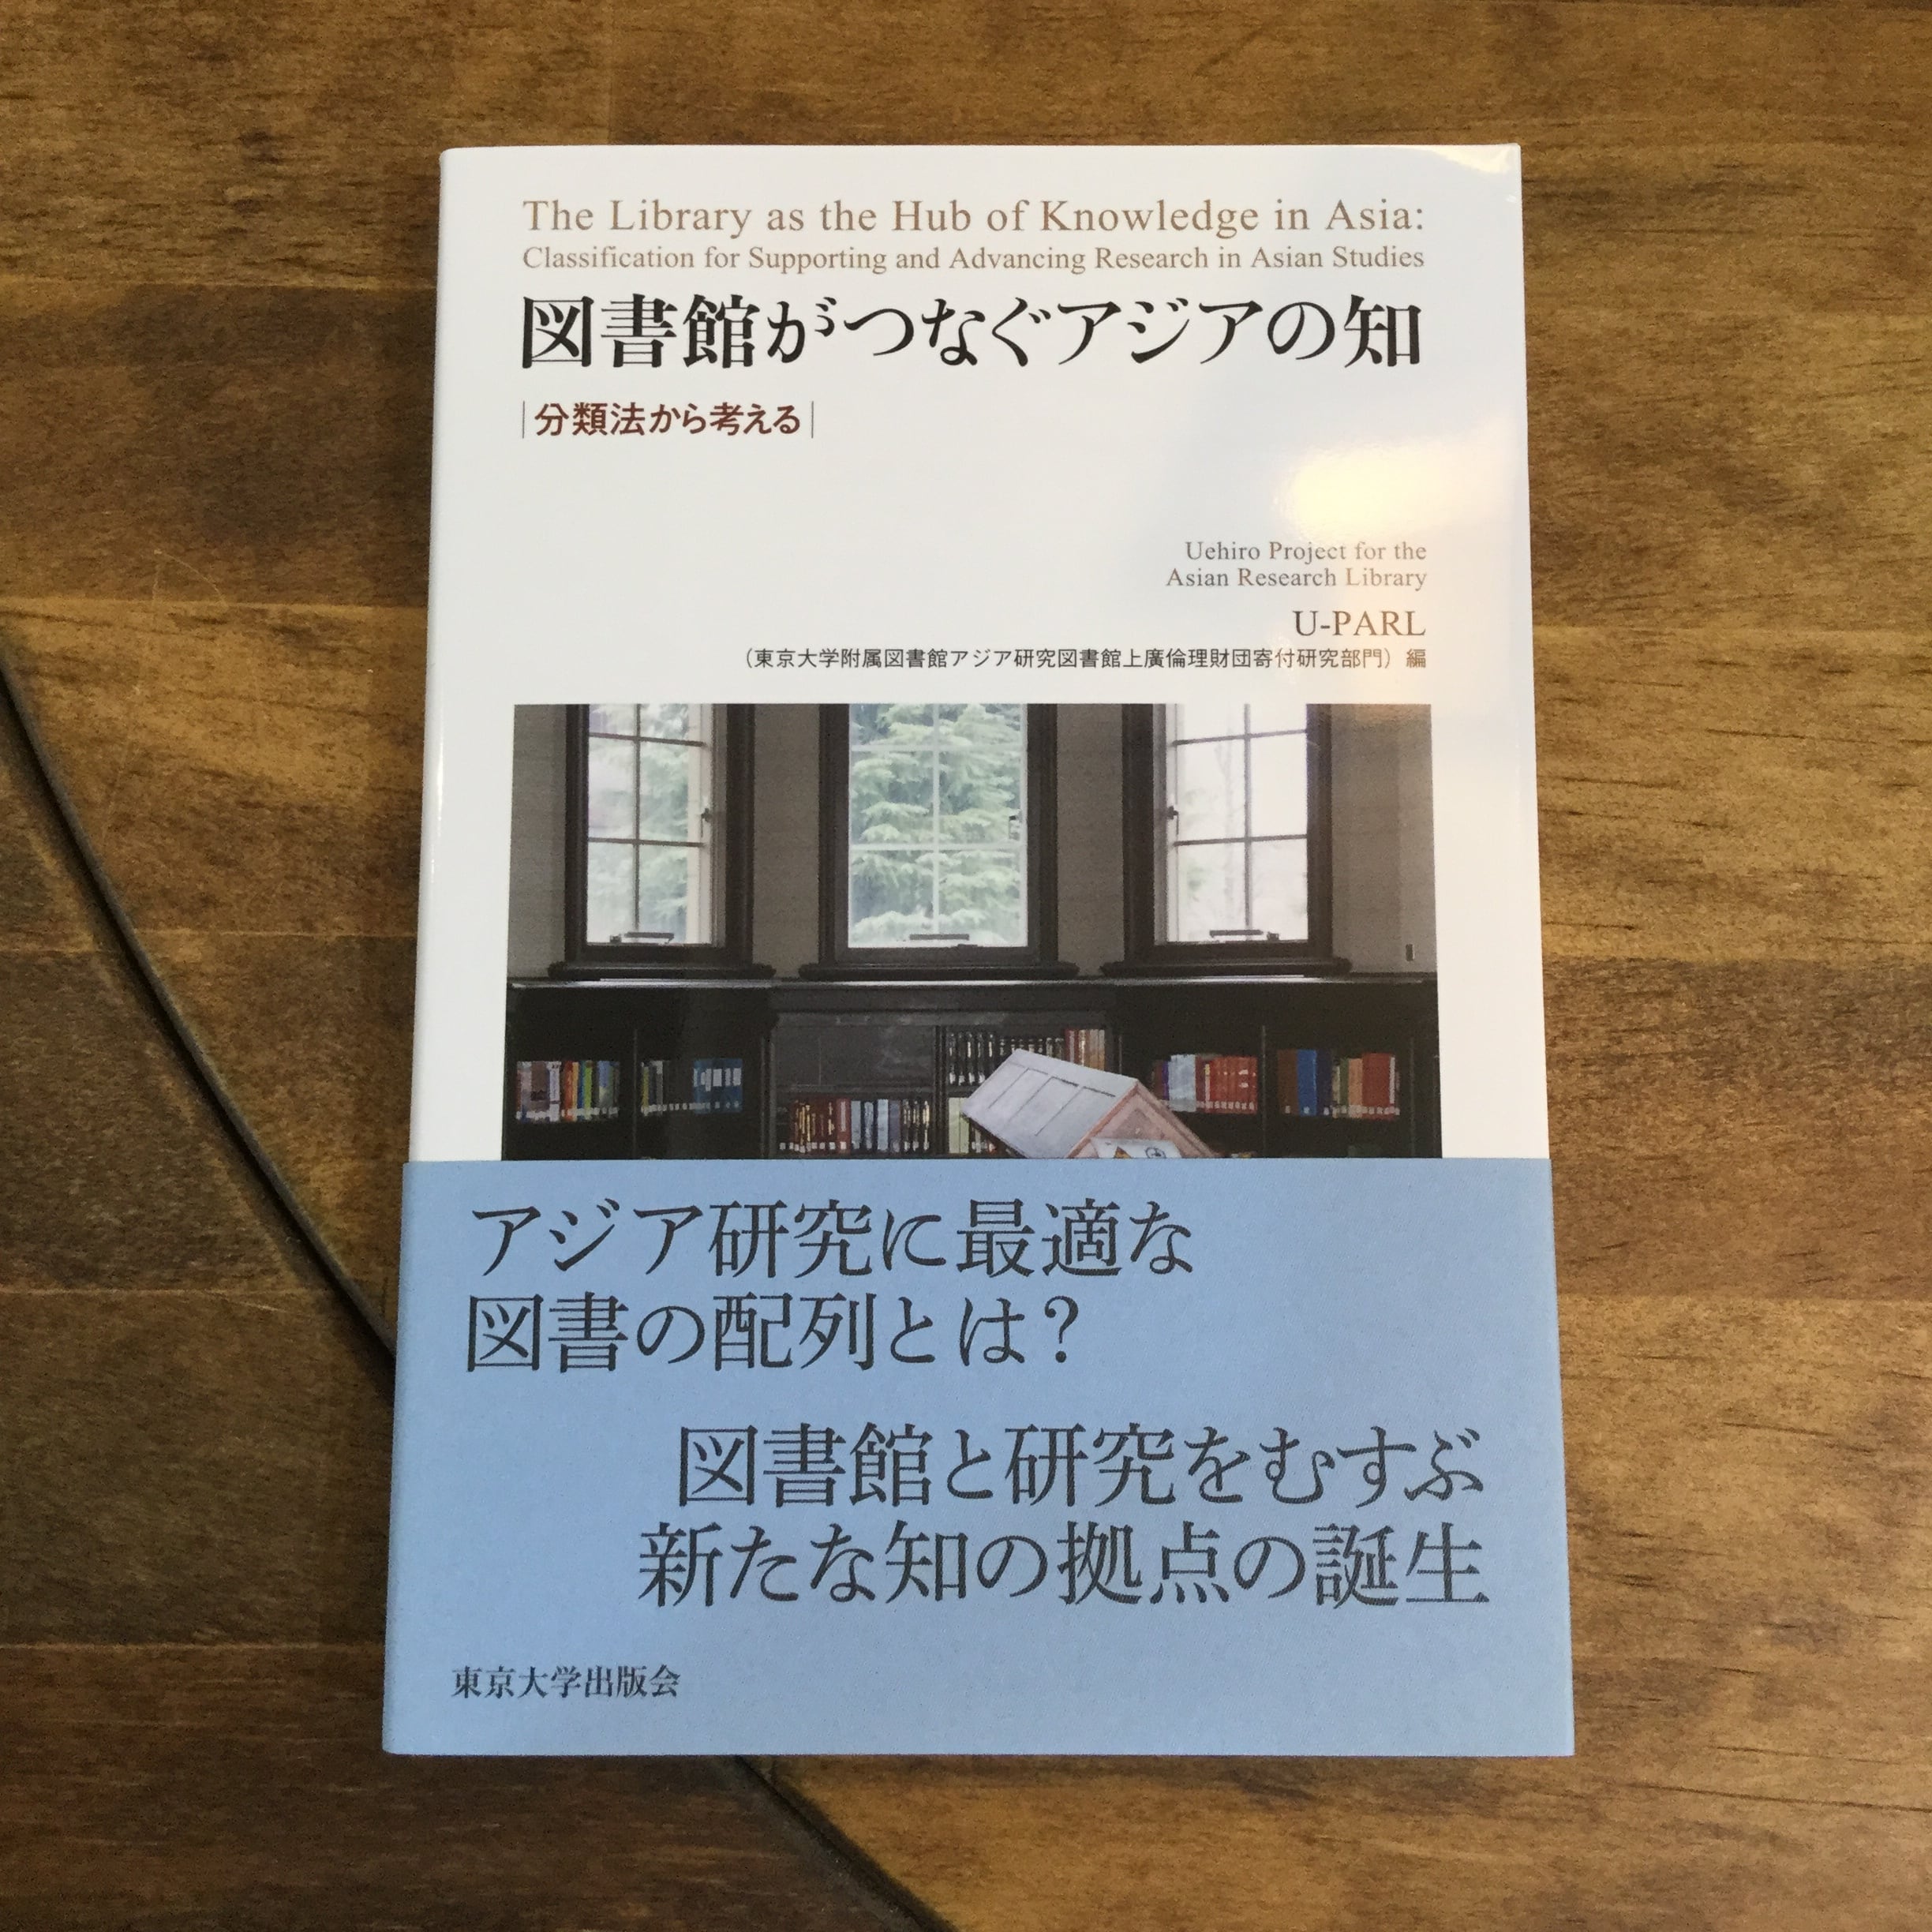 The Library as the Hub of Knowledge in Asia:
Classification for Supporting and Advancing Research in Asian Studies
図書館がつなぐアジアの知
|分類法から考える|
Uehiro Project for the
Asian Research Library
U-PARL
（東京大学附属図書館アジア研究図書館上廣倫理財団寄付研究部門）編
アジア研究に最適な
図書の配列とは？
図書館と研究をむすぶ
新たな知の拠点の誕生
東京大学出版会